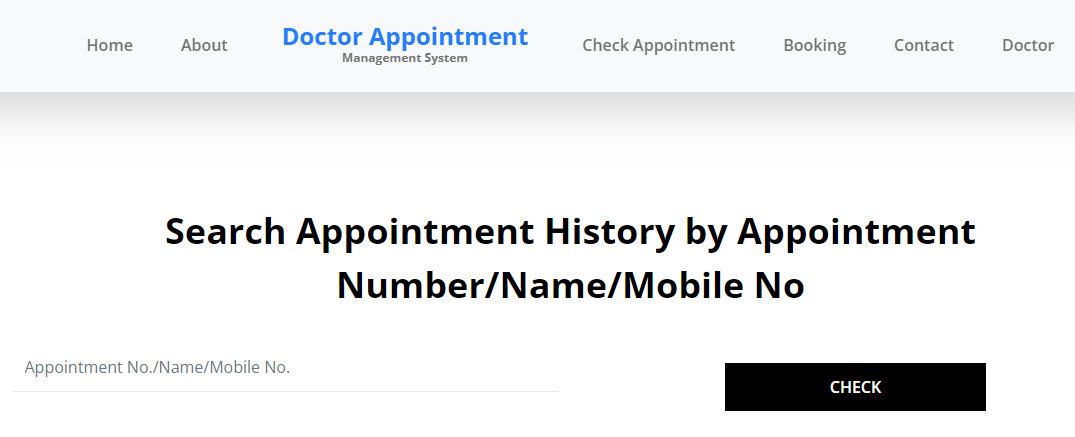 Home About Doctor Appointment Check Appointment Booking Contact Doctor
Management System
Search Appointment History by Appointment
Number/Name/Mobile No
Appointment No./Name/Mobile No.
CHECK